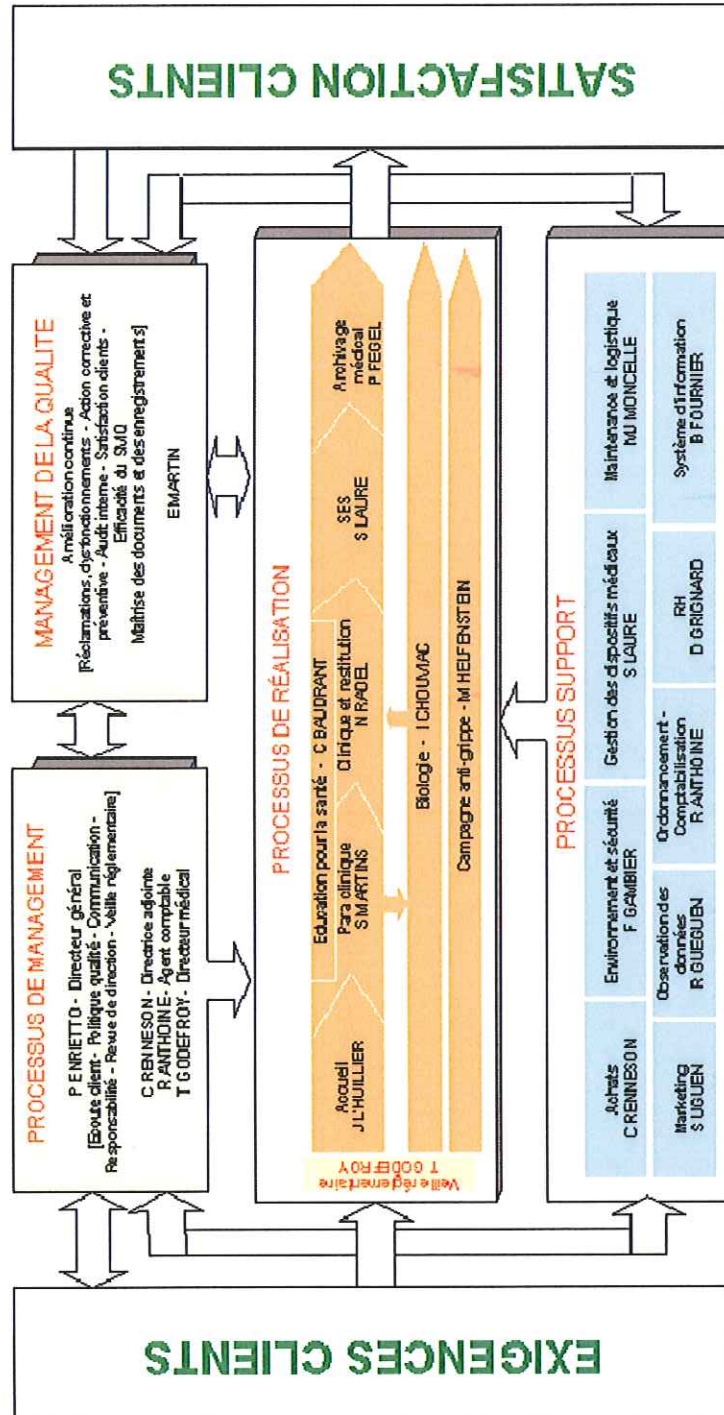 EXIGENCES CLIENTS
PROCESSUS DE MANAGEMENT
P ENRIETTO - Directeur général
[Ecoute client - Politique qualité - Communication -
Responsabilité - Revue de direction - Veille réglementaire]
C RENNESON - Directrice adjointe
R ANTHOINE - Agent comptable
T GODEFROY - Directeur médical
MANAGEMENT DE LA QUALITE
Amélioration continue
[Réclamations, dysfonctionnements - Action corrective et
préventive - Audit interne - Satisfaction clients -
Efficacité du SMQ
Maîtrise des documents et des enregistrements]
E MARTIN
PROCESSUS DE RÉALISATION
Veille réglementaire
T GODEFROY
Education pour la santé - C BAUDRANT
Accueil
J L'HUILLIER
Para clinique
S MARTINS
Clinique et restitution
N RADEL
SES
S LAURE
Archivage
médical
P FEGEL
Biologie - I CHOUMAC
Campagne anti-grippe - M HELFENSTEIN
PROCESSUS SUPPORT
Achats
C RENNESON
Environnement et sécurité
F GAMBIER
Gestion des dispositifs médicaux
S LAURE
Maintenance et logistique
MJ MONCELLE
Marketing
S UGUEN
Observation des
données
R GUEGUEN
Ordonnancement -
Comptabilisation
R ANTHOINE
RH
D GRIGNARD
Système d'information
B FOURNIER
SATISFACTION CLIENTS